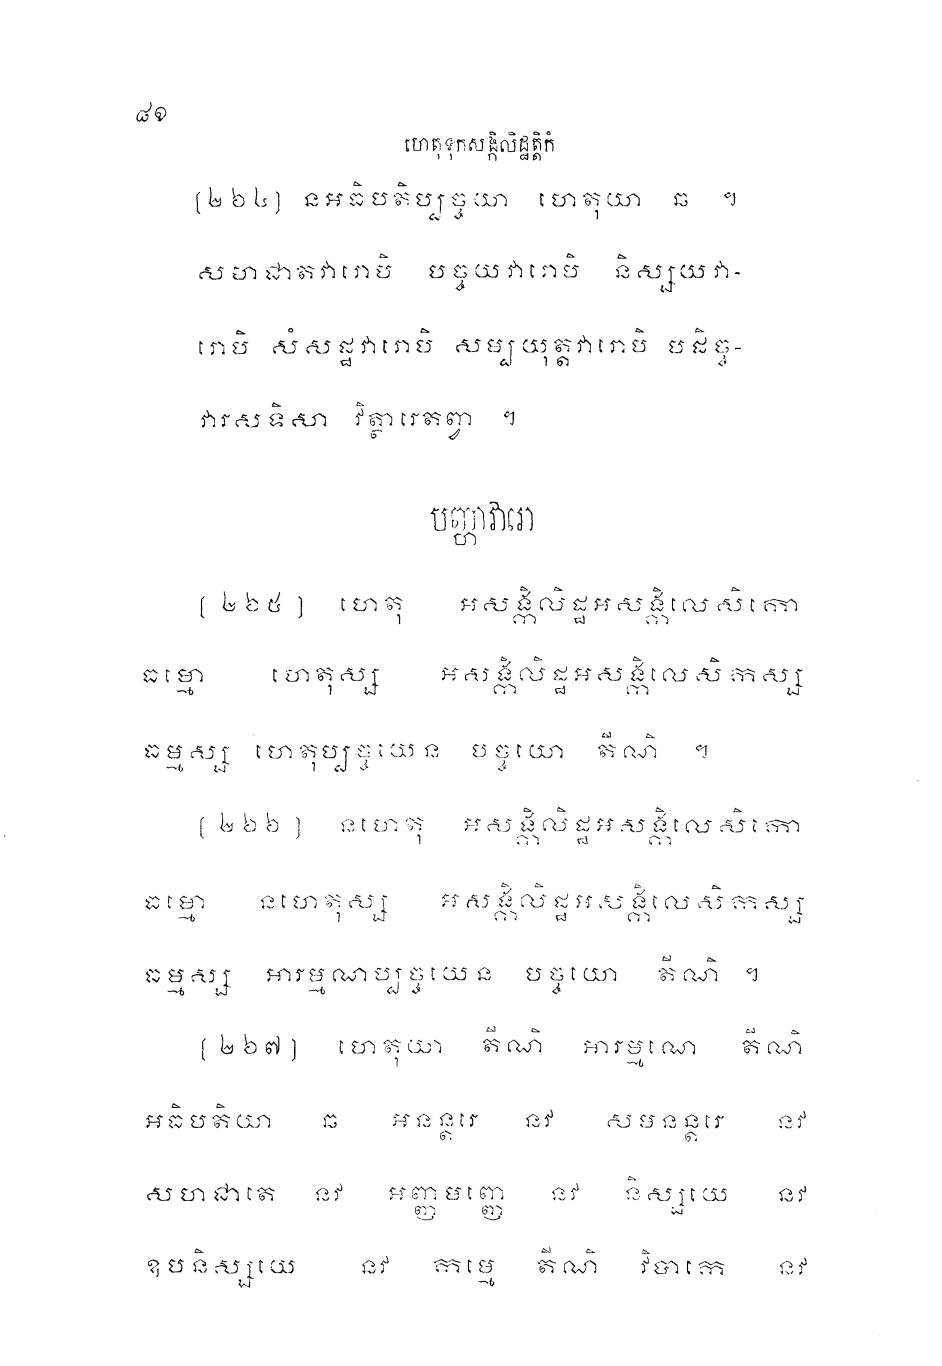 ៨១
ហេតុទុកសង្កិលិដ្ឋត្តិកំ
(២៦៤) នអធិបតិប្បច្ចយា ហេតុយា ឆ ។
សហជាតវារោបិ បច្ចយវារោបិ និស្សយវា-
រោបិ សំសដ្ឋវារោបិ សម្បយុត្តវារោបិ បដិច្ច-
វារសទិសា វិត្ថារេតញ្វា ។
បញ្ហាវារោ
(២៦៥) ហេតុ អសង្កិលិដ្ឋអសង្កិលេសិកោ
ធម្មោ ហេតុស្ស អសង្កិលិដ្ឋអសង្កិលេសិកស្ស
ធម្មស្ស ហេតុប្បច្ចយេន បច្ចយោ តីណិ ។
(២៦៦) នហេតុ អសង្កិលិដ្ឋអសង្កិលេសិកោ
ធម្មោ នហេតុស្ស អសង្កិលិដ្ឋអសង្កិលេសិកស្ស
ធម្មស្ស អារម្មណប្បច្ចយេន បច្ចយោ តីណិ ។
(២៦៧) ហេតុយា តីណិ អារម្មណេ តីណិ
អធិបតិយា ឆ អនន្តរេ នវ សមនន្តរេ នវ
សហជាតេ នវ អញ្ញមញ្ញេ នវ និស្សយេ នវ
ឧបនិស្សយេ នវ កម្មេ តីណិ វិបាកេ នវ